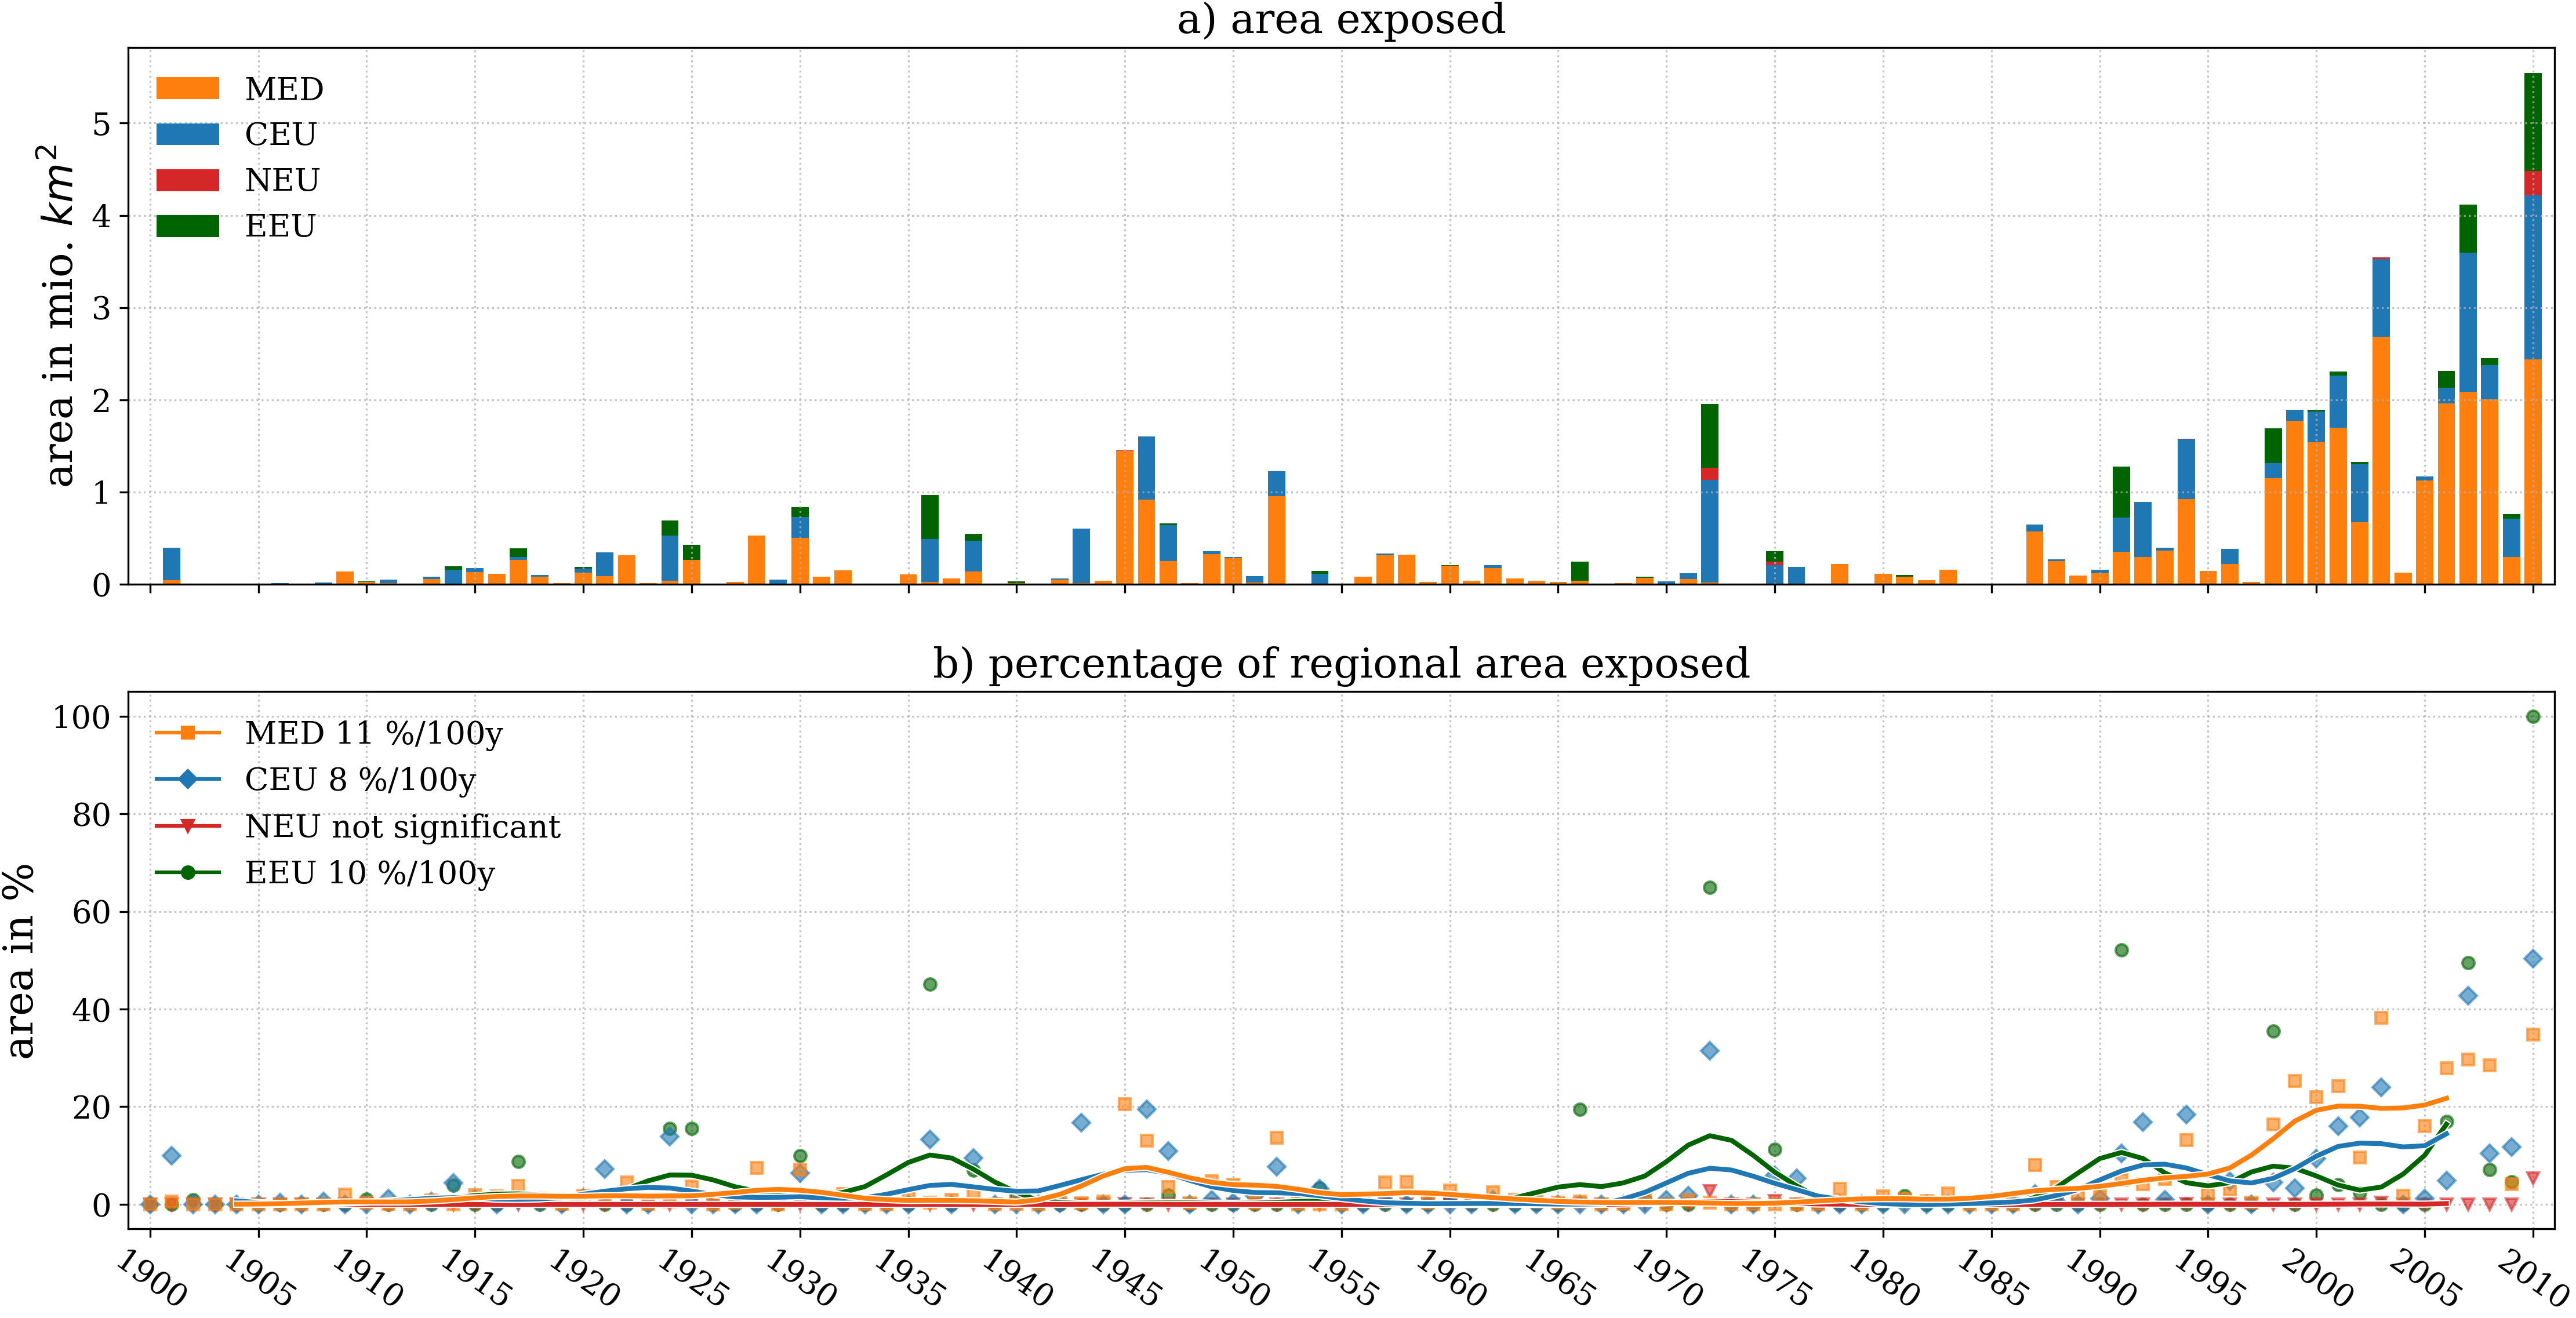 a) area exposed
area in mio. km²
5
4
3
2
1
0
MED
CEU
NEU
EEU
b) percentage of regional area exposed
area in %
100
80
60
40
20
0
MED 11 %/100y
CEU 8 %/100y
NEU not significant
EEU 10 %/100y
1900 1905 1910 1915 1920 1925 1930 1935 1940 1945 1950 1955 1960 1965 1970 1975 1980 1985 1990 1995 2000 2005 2010